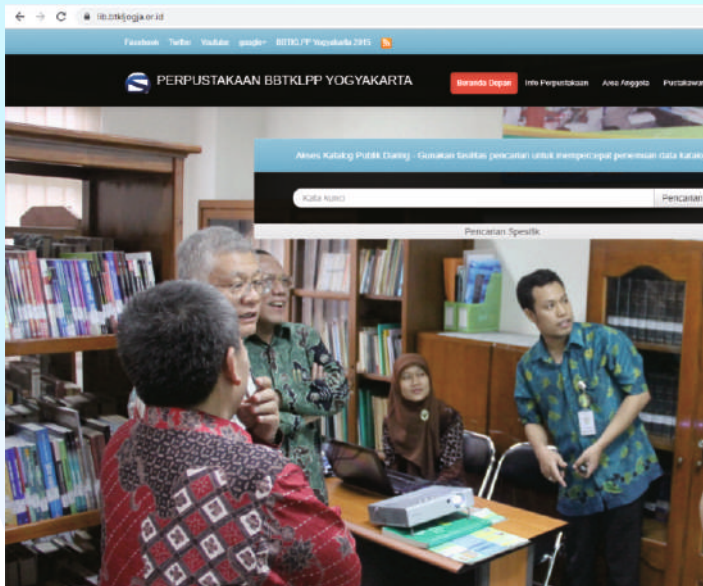 lib.btkljogja.or.id
Facebook Twitter Youtube google+ BBTKLPP Yogyakarta 2015
PERPUSTAKAAN BBTKLPP YOGYAKARTA
Beranda Depan Info Perpustakaan Area Anggota Pustakawan
Akses Katalog Publik Daring - Gunakan fasilitas pencarian untuk mempercepat penemuan data katalog
Kata Kunci Pencarian
Pencarian Spesifik